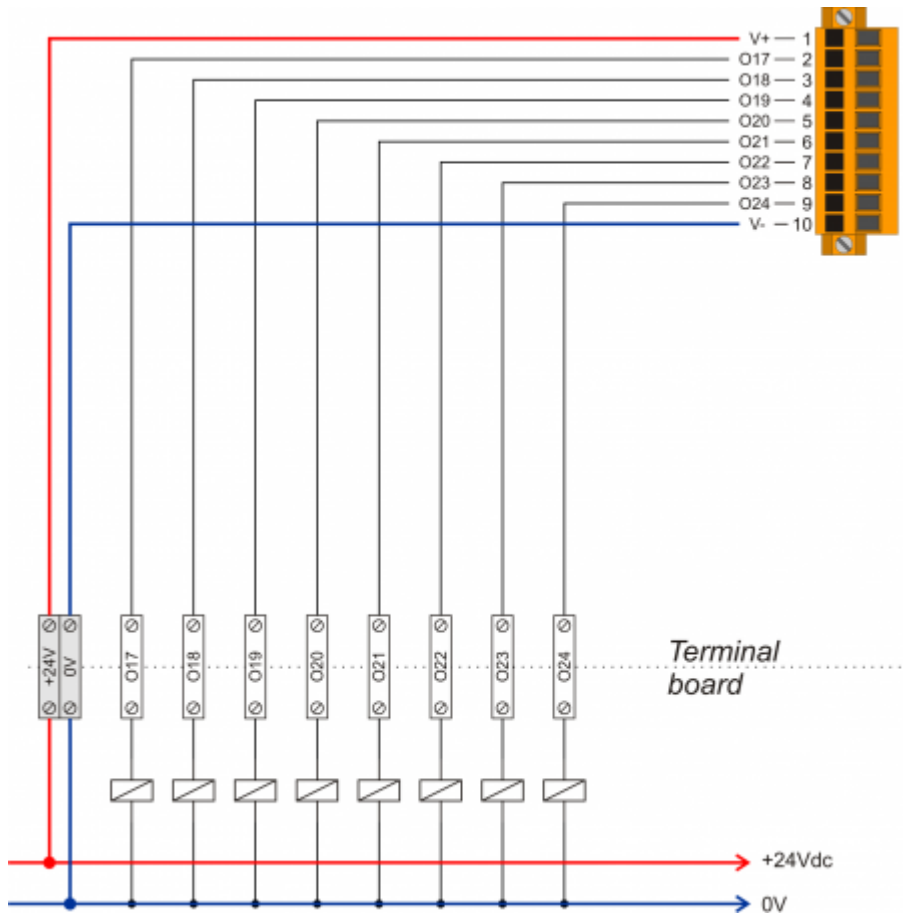 V+ 1
O17 2
O18 3
O19 4
O20 5
O21 6
O22 7
O23 8
O24 9
V- 10
+24V
0V
O17
O18
O19
O20
O21
O22
O23
O24
Terminal
board
+24Vdc
0V